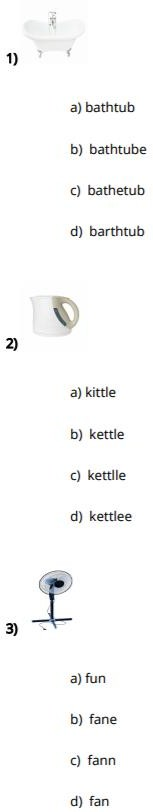 1)
a) bathtub
b) bathtube
c) bathetub
d) barthtub
2)
a) kittle
b) kettle
c) kettlle
d) kettlee
3)
a) fun
b) fane
c) fann
d) fan